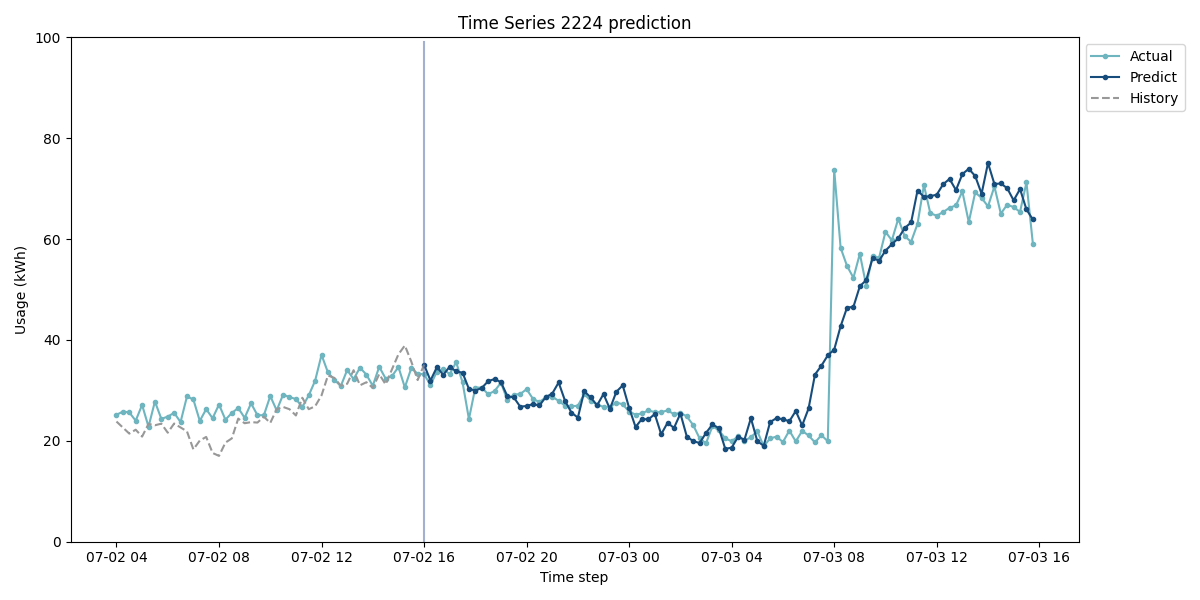 Time Series 2224 prediction
100
80
60
40
20
0
Usage (kWh)
07-02 04
07-02 08
07-02 12
07-02 16
07-02 20
07-03 00
07-03 04
07-03 08
07-03 12
07-03 16
Time step
Actual
Predict
History